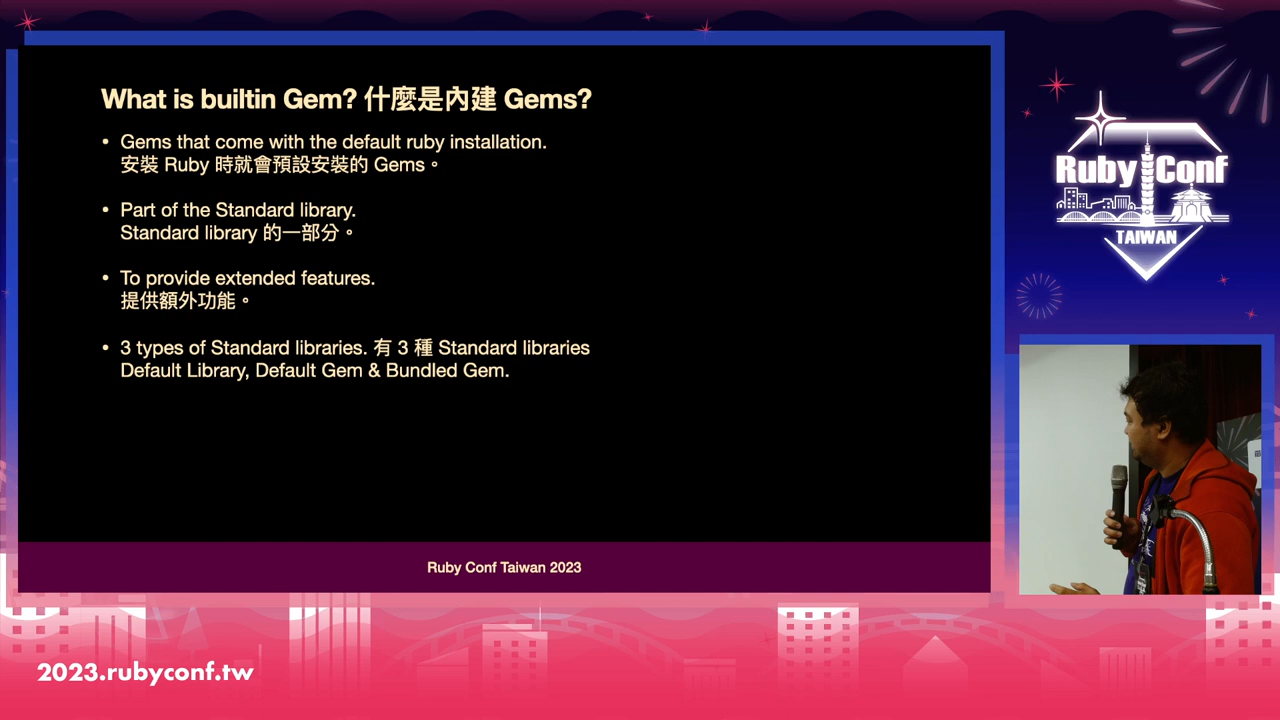 What is builtin Gem? 什麼是內建 Gems?
• Gems that come with the default ruby installation.
安裝 Ruby 時就會預設安裝的 Gems。
• Part of the Standard library.
Standard library 的一部分。
• To provide extended features.
提供額外功能。
• 3 types of Standard libraries. 有 3 種 Standard libraries
Default Library, Default Gem & Bundled Gem.
Ruby Conf Taiwan 2023
RubyConf
TAIWAN
2023.rubyconf.tw